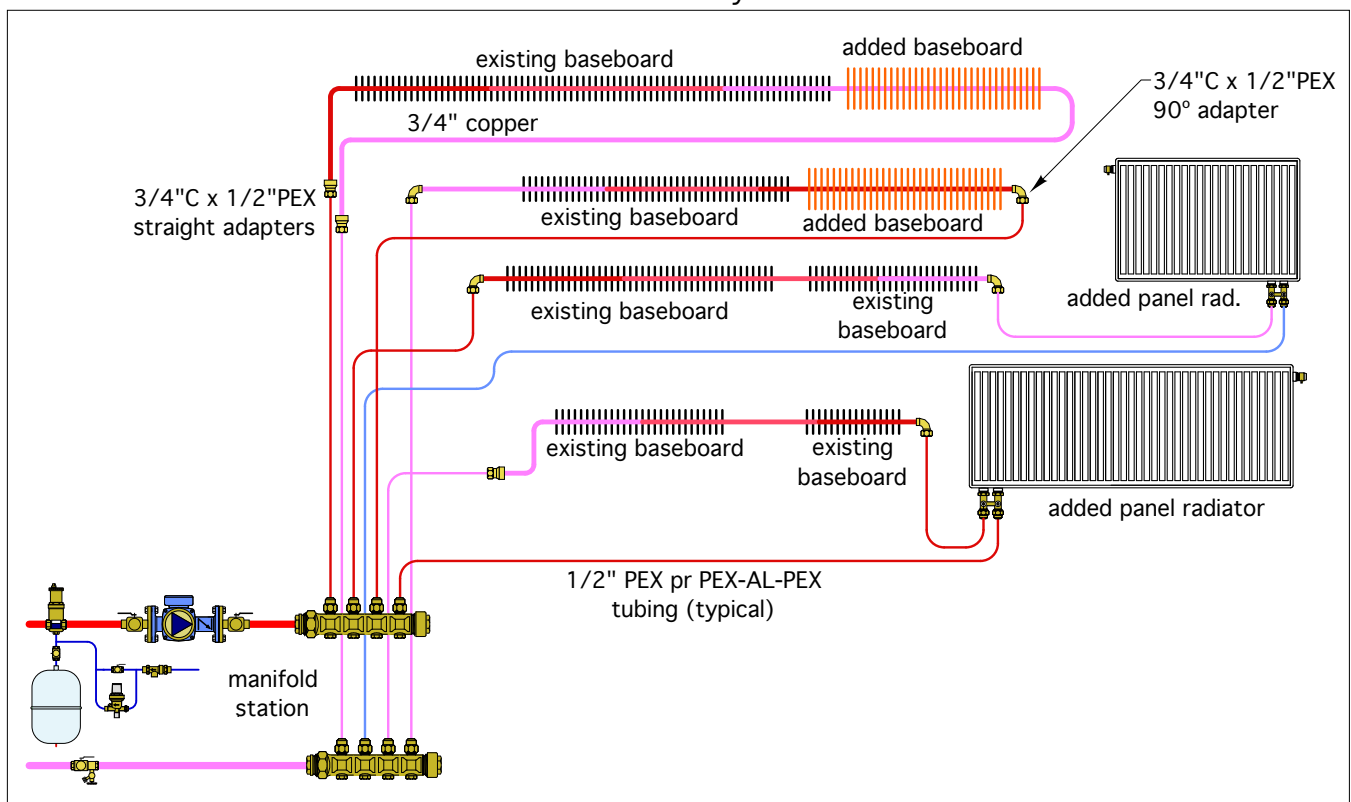 existing baseboard
added baseboard
3/4"C x 1/2"PEX
90º adapter
3/4" copper
3/4"C x 1/2"PEX
straight adapters
existing baseboard
added baseboard
added panel rad.
existing baseboard
existing
baseboard
existing baseboard
existing
baseboard
added panel radiator
1/2" PEX pr PEX-AL-PEX
tubing (typical)
manifold
station